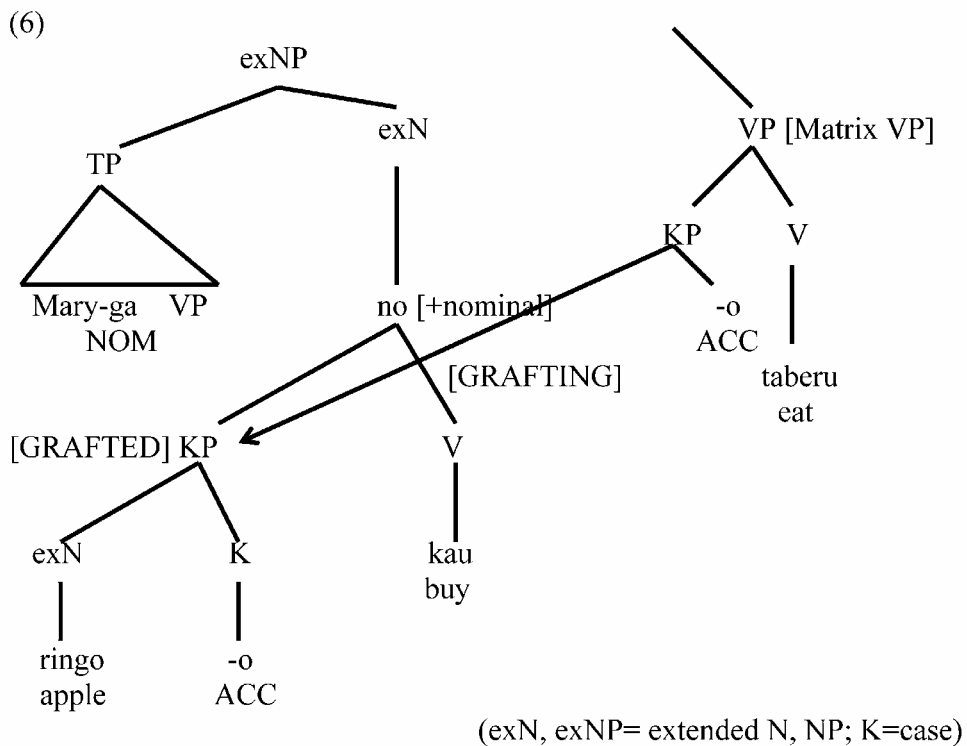 (6)
exNP
exN
VP [Matrix VP]
TP
KP V
Mary-ga VP
NOM
no [+nominal]
-o
ACC
taberu
eat
[GRAFTING]
[GRAFTED] KP
V
exN K
kau
buy
ringo
apple
-o
ACC
(exN, exNP= extended N, NP; K=case)